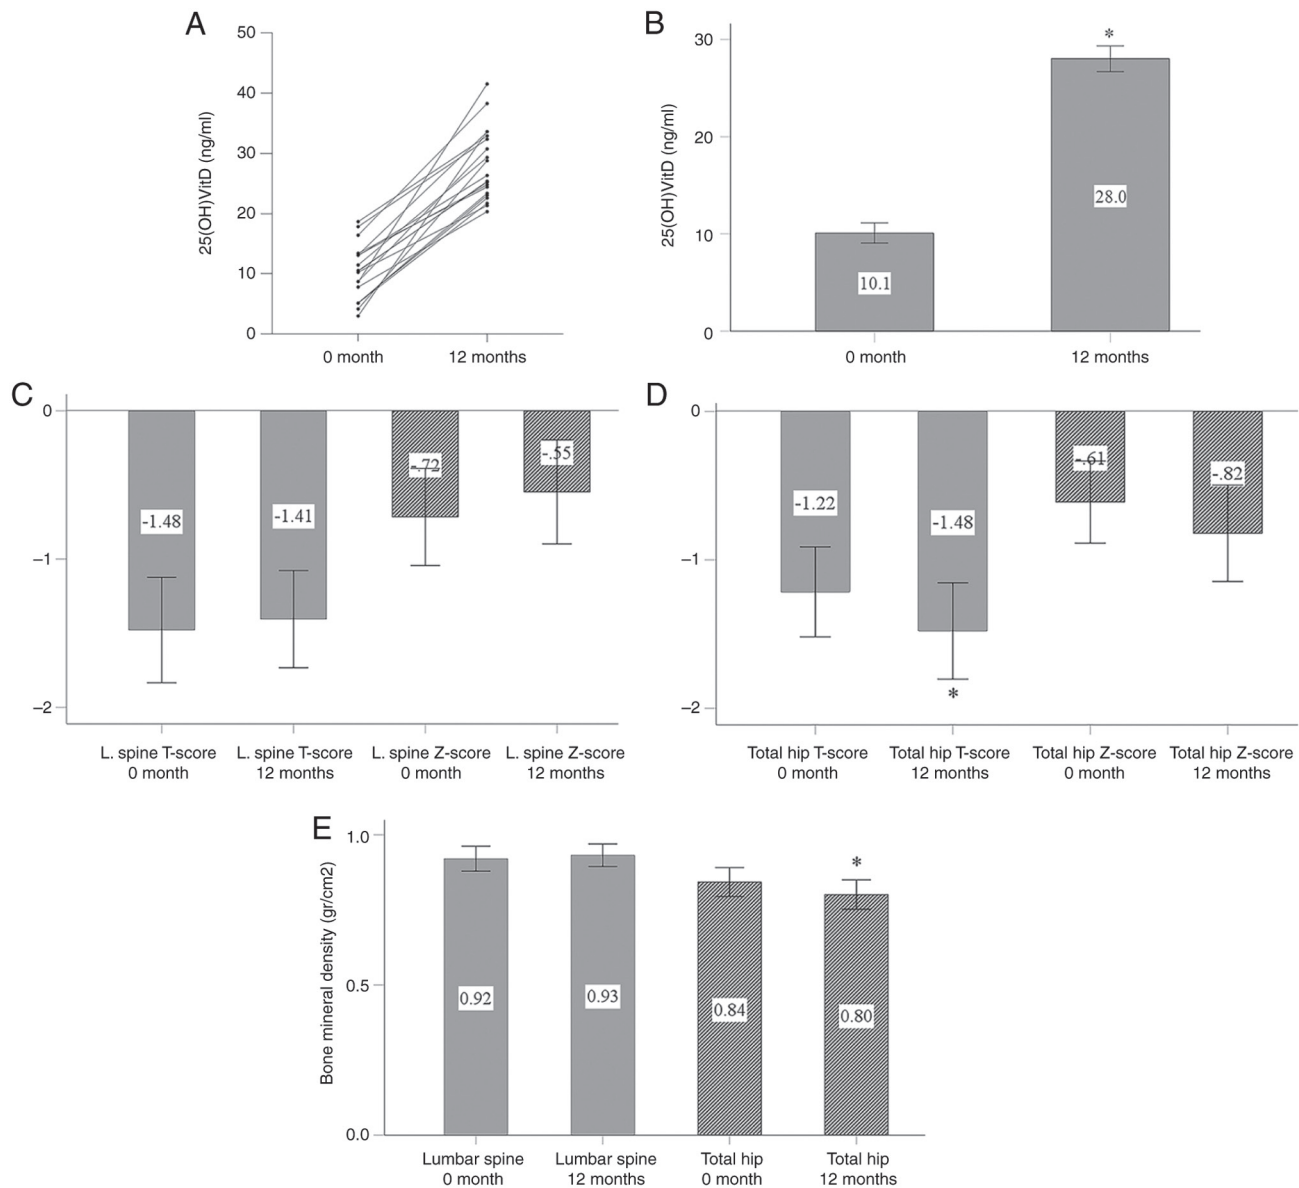 A
25(OH)VitD (ng/ml)
50
40
30
20
10
0
0 month
12 months
B
25(OH)VitD (ng/ml)
30
20
10
0
*
10.1
28.0
0 month
12 months
C
0
–1
–2
-1.48
-1.41
-.72
-.55
L. spine T-score
0 month
L. spine T-score
12 months
L. spine Z-score
0 month
L. spine Z-score
12 months
D
0
–1
–2
-1.22
-1.48
-.61
-.82
*
Total hip T-score
0 month
Total hip T-score
12 months
Total hip Z-score
0 month
Total hip Z-score
12 months
E
Bone mineral density (gr/cm2)
1.0
0.5
0.0
*
0.92
0.93
0.84
0.80
Lumbar spine
0 month
Lumbar spine
12 months
Total hip
0 month
Total hip
12 months